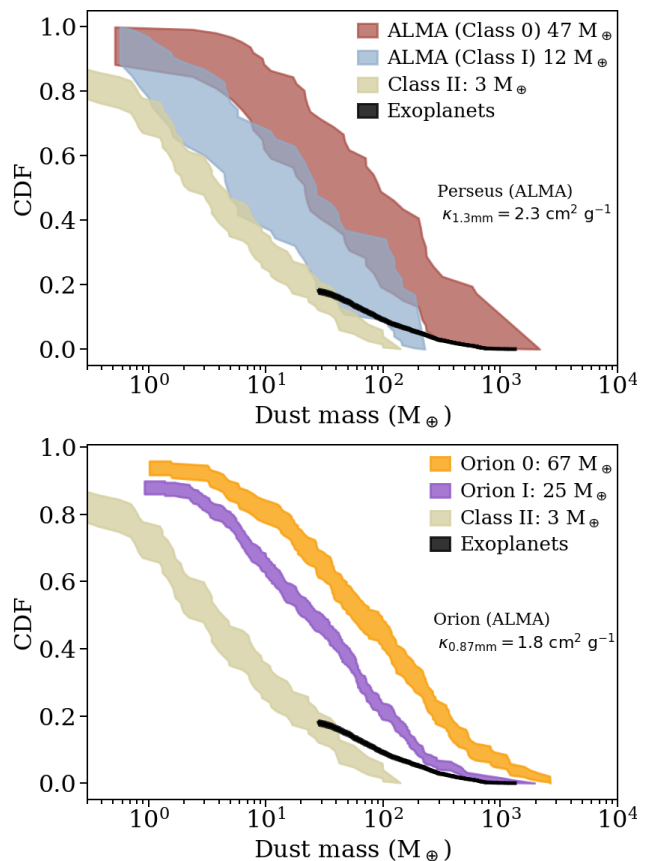 1.0
0.8
0.6
0.4
0.2
0.0
CDF
ALMA (Class 0) 47 M⊕
ALMA (Class I) 12 M⊕
Class II: 3 M⊕
Exoplanets
Perseus (ALMA)
κ1.3mm = 2.3 cm² g⁻¹
10⁰ 10¹ 10² 10³ 10⁴
Dust mass (M⊕)
1.0
0.8
0.6
0.4
0.2
0.0
CDF
Orion 0: 67 M⊕
Orion I: 25 M⊕
Class II: 3 M⊕
Exoplanets
Orion (ALMA)
κ0.87mm = 1.8 cm² g⁻¹
10⁰ 10¹ 10² 10³ 10⁴
Dust mass (M⊕)